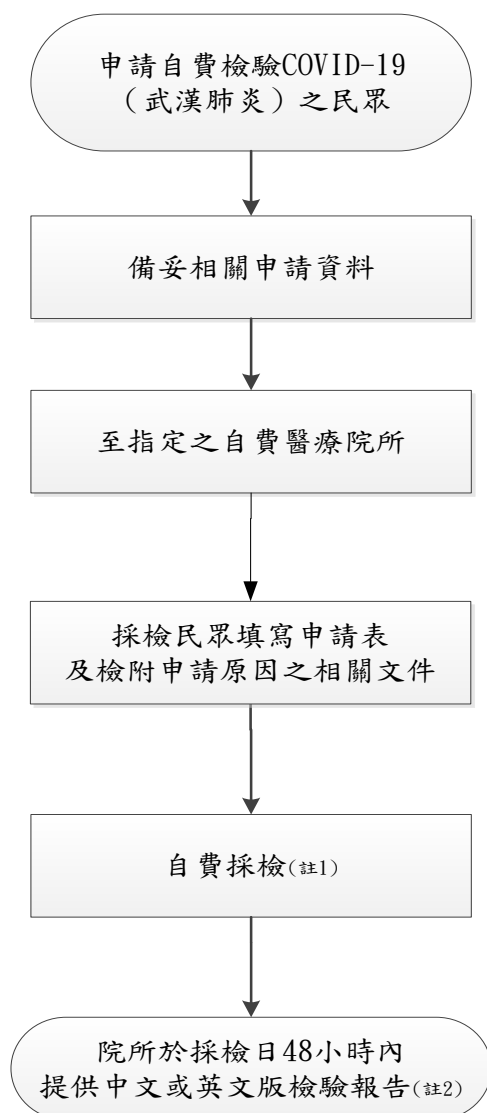 申請自費檢驗COVID-19
（武漢肺炎）之民眾
備妥相關申請資料
至指定之自費醫療院所
採檢民眾填寫申請表
及檢附申請原因之相關文件
自費採檢(註1)
院所於採檢日48小時內
提供中文或英文版檢驗報告(註2)